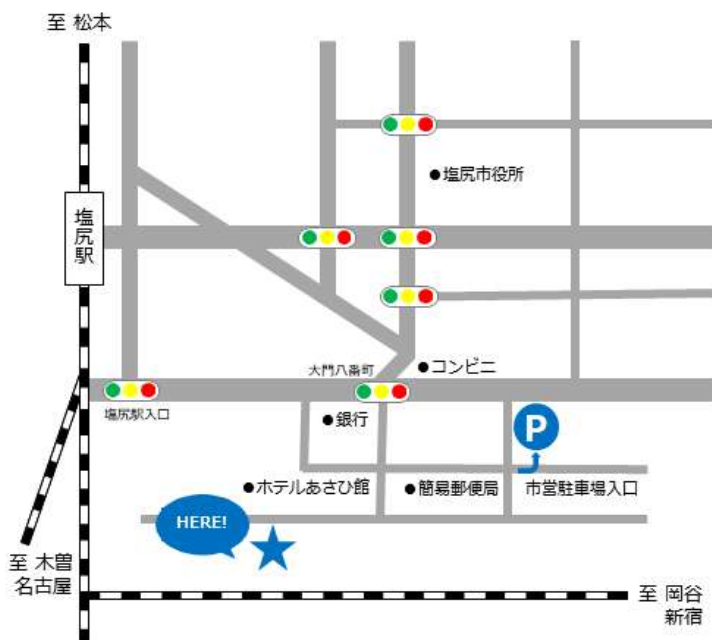 至 松本
塩尻市役所
塩尻駅
コンビニ
大門八番町
塩尻駅入口
銀行
P
ホテルあさひ館
簡易郵便局
市営駐車場入口
HERE!
至 木曽
名古屋
至 岡谷
新宿